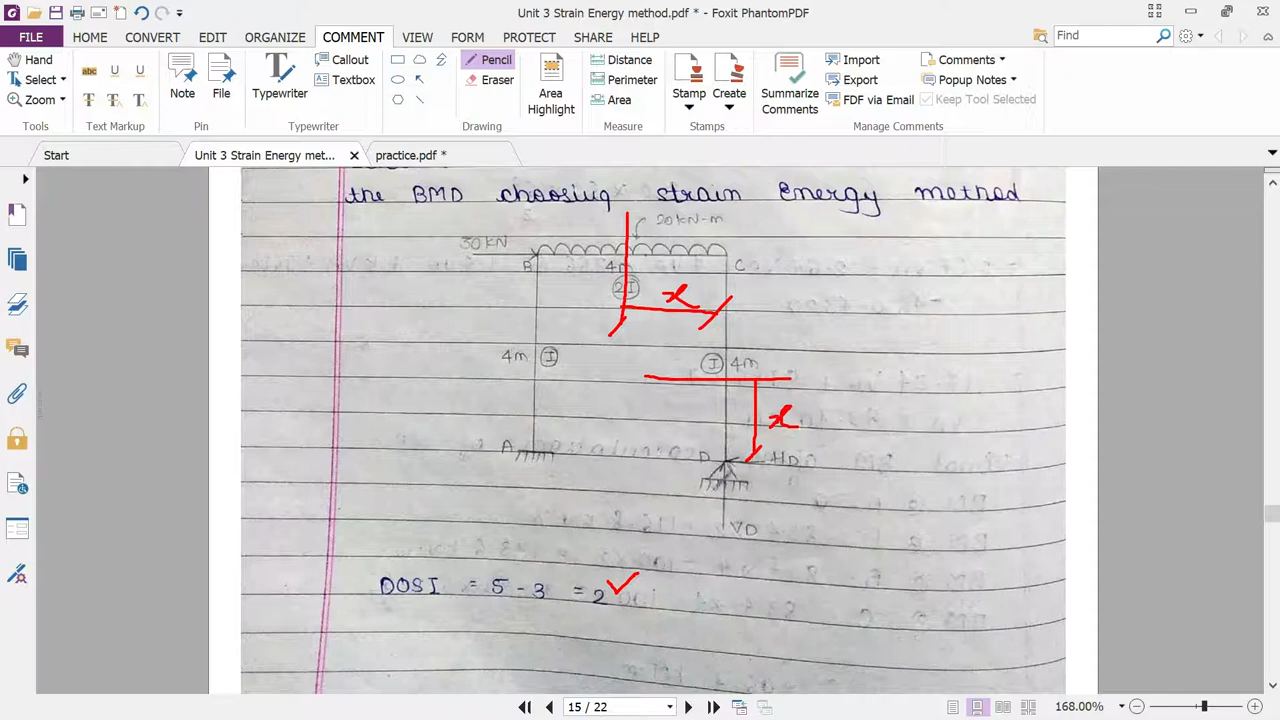 Unit 3 Strain Energy method.pdf * - Foxit PhantomPDF
FILE HOME CONVERT EDIT ORGANIZE COMMENT VIEW FORM PROTECT SHARE HELP Find
Hand Select Zoom
Tools
Text Markup
Note File
Pin
Typewriter Callout Textbox
Typewriter
Pencil Eraser Area Highlight
Drawing
Distance Perimeter Area
Measure
Stamp Create
Stamps
Summarize Comments Import Export FDF via Email Comments Popup Notes Keep Tool Selected
Manage Comments
Start Unit 3 Strain Energy met... practice.pdf *
the BMD choosing strain Energy method
20 kN-m
30 KN
B 4m C
2I
x
4m I I 4m
x
A D HD
VD
DOSI = 5 - 3 = 2
15 / 22 168.00%